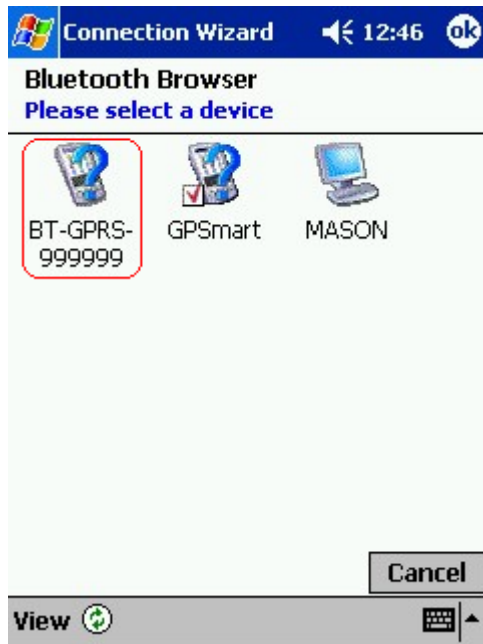 Connection Wizard 12:46 ok
Bluetooth Browser
Please select a device
BT-GPRS-
999999
GPSmart
MASON
Cancel
View